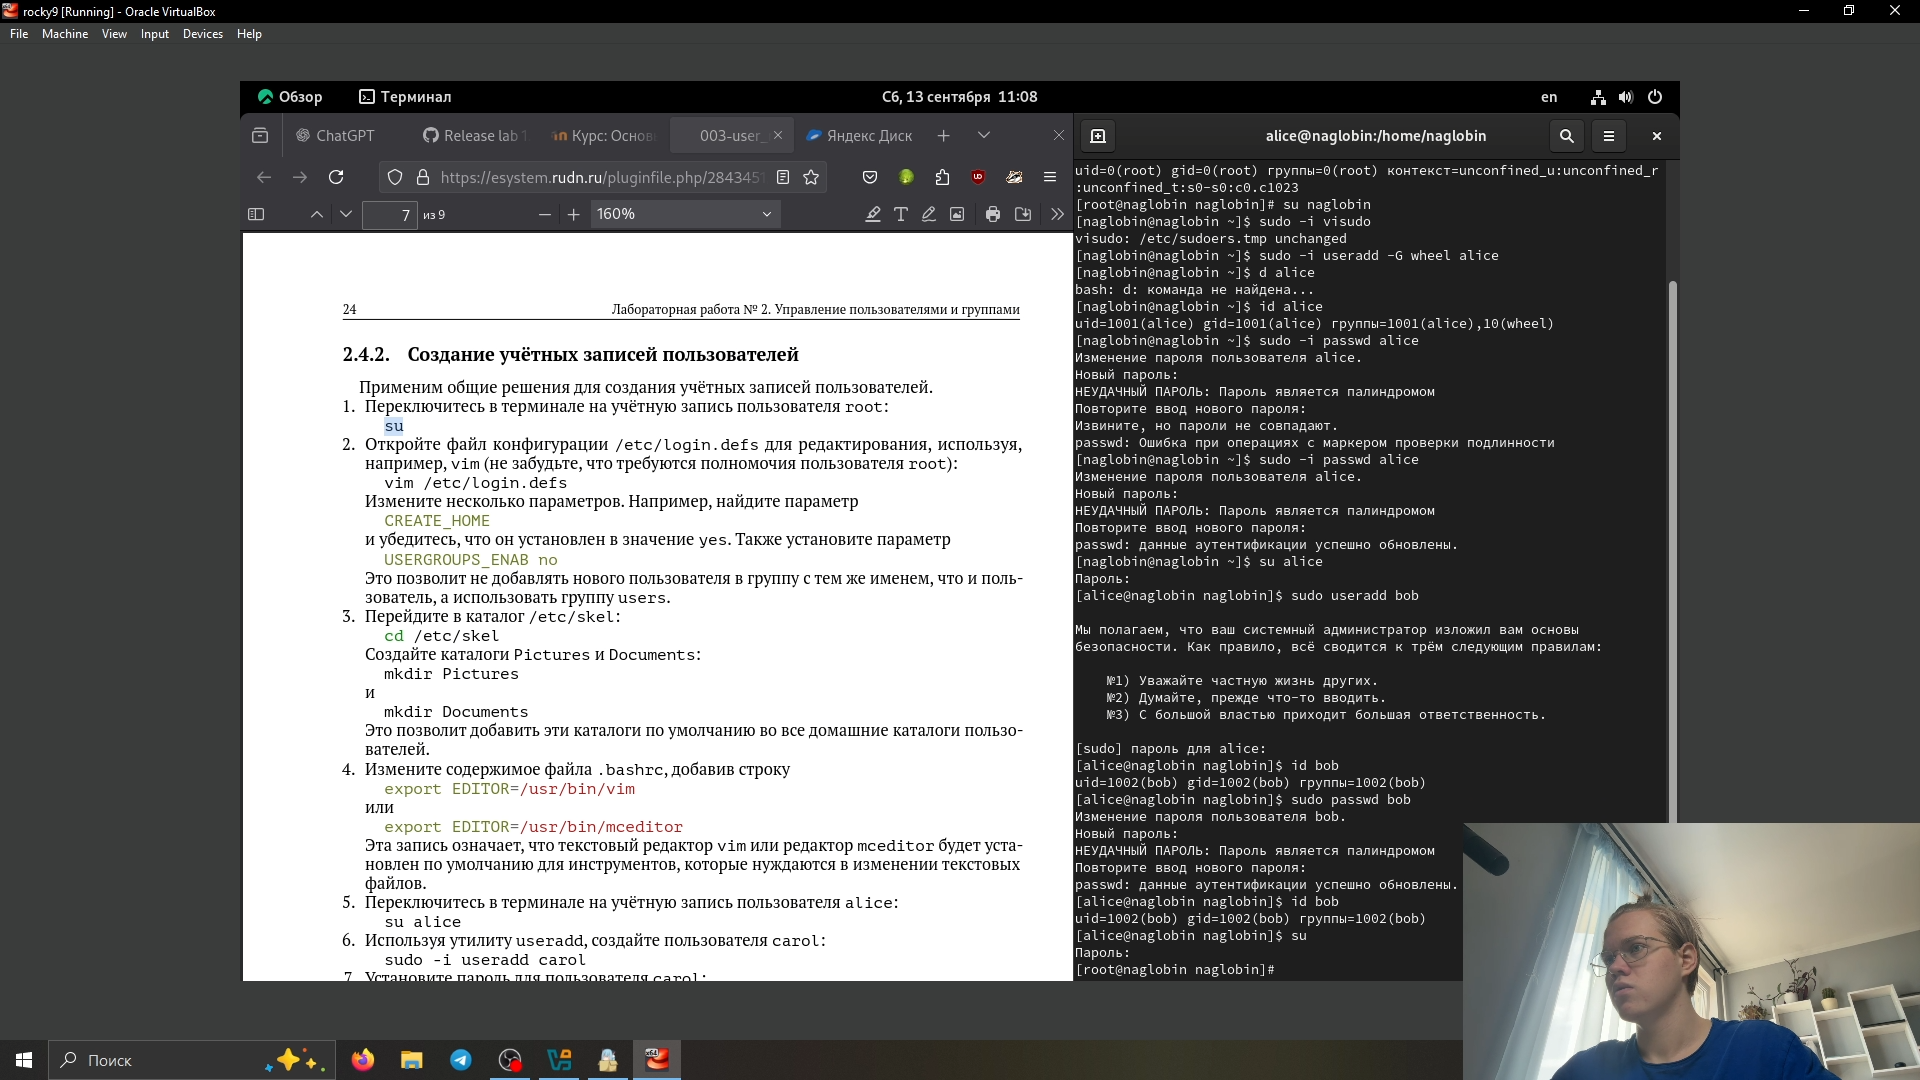 rocky9 [Running] - Oracle VirtualBox
File Machine View Input Devices Help
Обзор Терминал Сб, 13 сентября 11:08 en
ChatGPT Release lab Курс: Основ 003-user_ Яндекс Диск
https://esystem.rudn.ru/pluginfile.php/2843451
7 из 9 160%
24 Лабораторная работа № 2. Управление пользователями и группами
2.4.2. Создание учётных записей пользователей
Применим общие решения для создания учётных записей пользователей.
1. Переключитесь в терминале на учётную запись пользователя root:
su
2. Откройте файл конфигурации /etc/login.defs для редактирования, используя,
например, vim (не забудьте, что требуются полномочия пользователя root):
vim /etc/login.defs
Измените несколько параметров. Например, найдите параметр
CREATE_HOME
и убедитесь, что он установлен в значение yes. Также установите параметр
USERGROUPS_ENAB no
Это позволит не добавлять нового пользователя в группу с тем же именем, что и поль-
зователь, а использовать группу users.
3. Перейдите в каталог /etc/skel:
cd /etc/skel
Создайте каталоги Pictures и Documents:
mkdir Pictures
и
mkdir Documents
Это позволит добавить эти каталоги по умолчанию во все домашние каталоги пользо-
вателей.
4. Измените содержимое файла .bashrc, добавив строку
export EDITOR=/usr/bin/vim
или
export EDITOR=/usr/bin/mceditor
Эта запись означает, что текстовый редактор vim или редактор mceditor будет уста-
новлен по умолчанию для инструментов, которые нуждаются в изменении текстовых
файлов.
5. Переключитесь в терминале на учётную запись пользователя alice:
su alice
6. Используя утилиту useradd, создайте пользователя carol:
sudo -i useradd carol
7. Установите пароль для пользователя carol:
alice@naglobin:/home/naglobin
uid=0(root) gid=0(root) группы=0(root) контекст=unconfined_u:unconfined_r
:unconfined_t:s0-s0:c0.c1023
[root@naglobin naglobin]# su naglobin
[naglobin@naglobin ~]$ sudo -i visudo
visudo: /etc/sudoers.tmp unchanged
[naglobin@naglobin ~]$ sudo -i useradd -G wheel alice
[naglobin@naglobin ~]$ d alice
bash: d: команда не найдена...
[naglobin@naglobin ~]$ id alice
uid=1001(alice) gid=1001(alice) группы=1001(alice),10(wheel)
[naglobin@naglobin ~]$ sudo -i passwd alice
Изменение пароля пользователя alice.
Новый пароль:
НЕУДАЧНЫЙ ПАРОЛЬ: Пароль является палиндромом
Повторите ввод нового пароля:
Извините, но пароли не совпадают.
passwd: Ошибка при операциях с маркером проверки подлинности
[naglobin@naglobin ~]$ sudo -i passwd alice
Изменение пароля пользователя alice.
Новый пароль:
НЕУДАЧНЫЙ ПАРОЛЬ: Пароль является палиндромом
Повторите ввод нового пароля:
passwd: данные аутентификации успешно обновлены.
[naglobin@naglobin ~]$ su alice
Пароль:
[alice@naglobin naglobin]$ sudo useradd bob
Мы полагаем, что ваш системный администратор изложил вам основы
безопасности. Как правило, всё сводится к трём следующим правилам:
№1) Уважайте частную жизнь других.
№2) Думайте, прежде что-то вводить.
№3) С большой властью приходит большая ответственность.
[sudo] пароль для alice:
[alice@naglobin naglobin]$ id bob
uid=1002(bob) gid=1002(bob) группы=1002(bob)
[alice@naglobin naglobin]$ sudo passwd bob
Изменение пароля пользователя bob.
Новый пароль:
НЕУДАЧНЫЙ ПАРОЛЬ: Пароль является палиндромом
Повторите ввод нового пароля:
passwd: данные аутентификации успешно обновлены.
[alice@naglobin naglobin]$ id bob
uid=1002(bob) gid=1002(bob) группы=1002(bob)
[alice@naglobin naglobin]$ su
Пароль:
[root@naglobin naglobin]#
Поиск